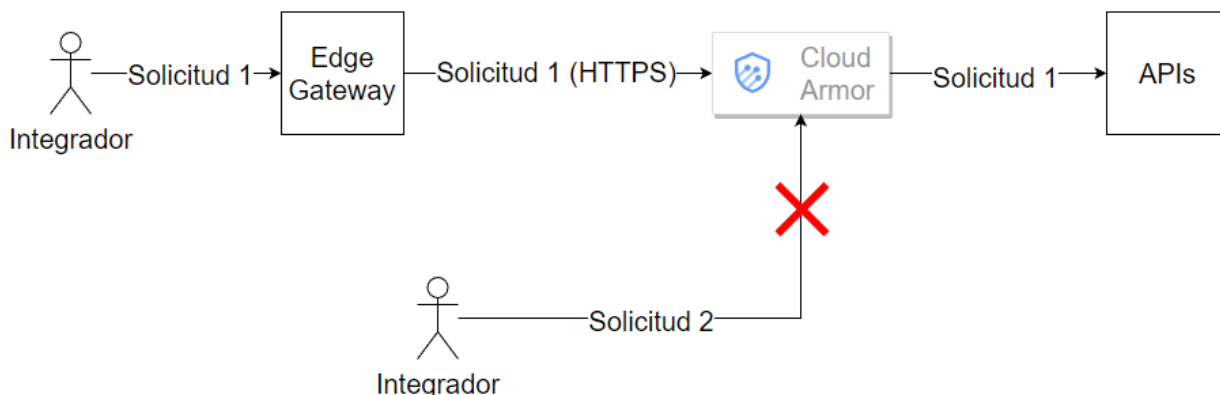 Solicitud 1
Edge
Gateway
Solicitud 1 (HTTPS)
Cloud
Armor
Solicitud 1
APIs
Integrador
Solicitud 2
Integrador